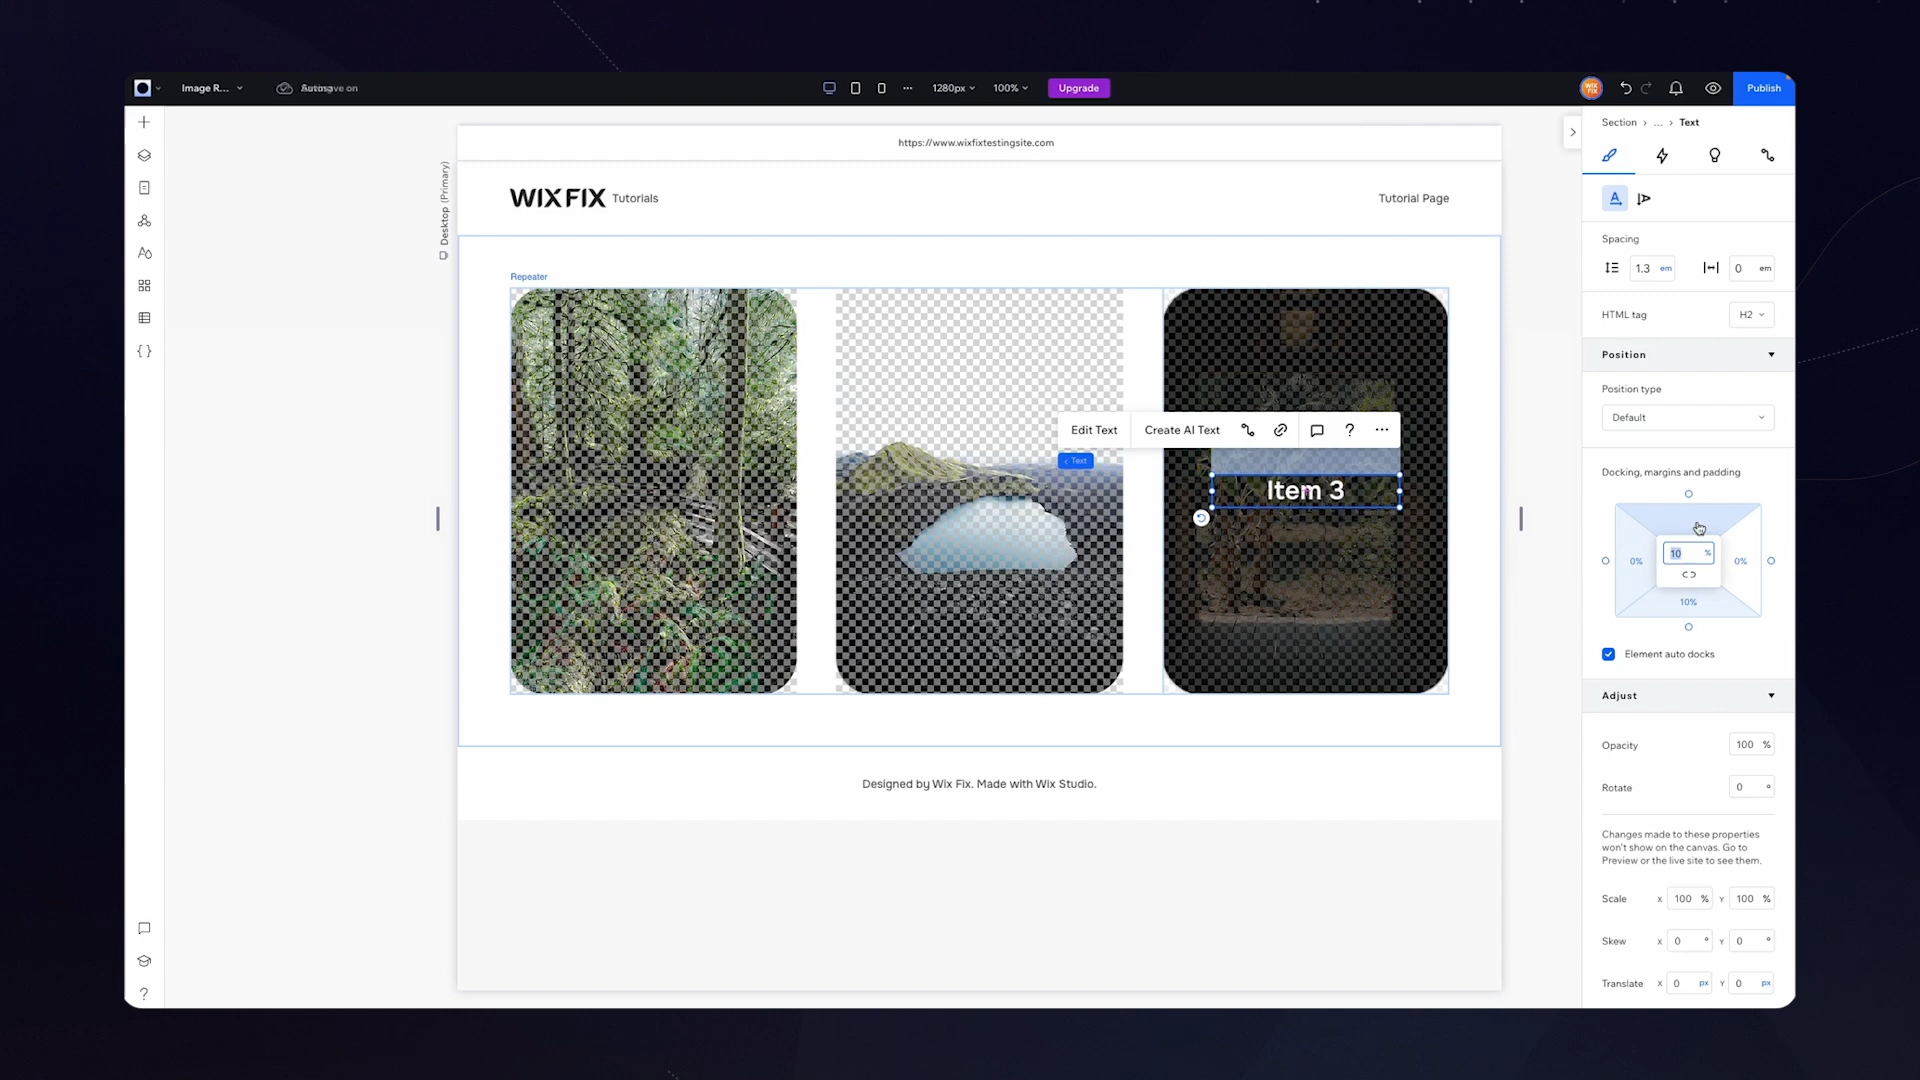 Image R...
1280px
100%
Upgrade
WIX FIX
Publish
Section > ... > Text
https://www.wixfixtestingsite.com
Desktop (Primary)
WIX FIX Tutorials
Tutorial Page
Spacing
1.3 em
0 em
HTML tag
H2
Repeater
Position
Position type
Default
Edit Text
Create AI Text
?
...
< Text
Docking, margins and padding
Item 3
10 %
0%
0%
10%
Element auto docks
Adjust
Opacity
100 %
Rotate
0 °
Designed by Wix Fix. Made with Wix Studio.
Changes made to these properties
won't show on the canvas. Go to
Preview or the live site to see them.
Scale X 100 % Y 100 %
Skew X 0 ° Y 0 °
Translate X 0 px Y 0 px
?